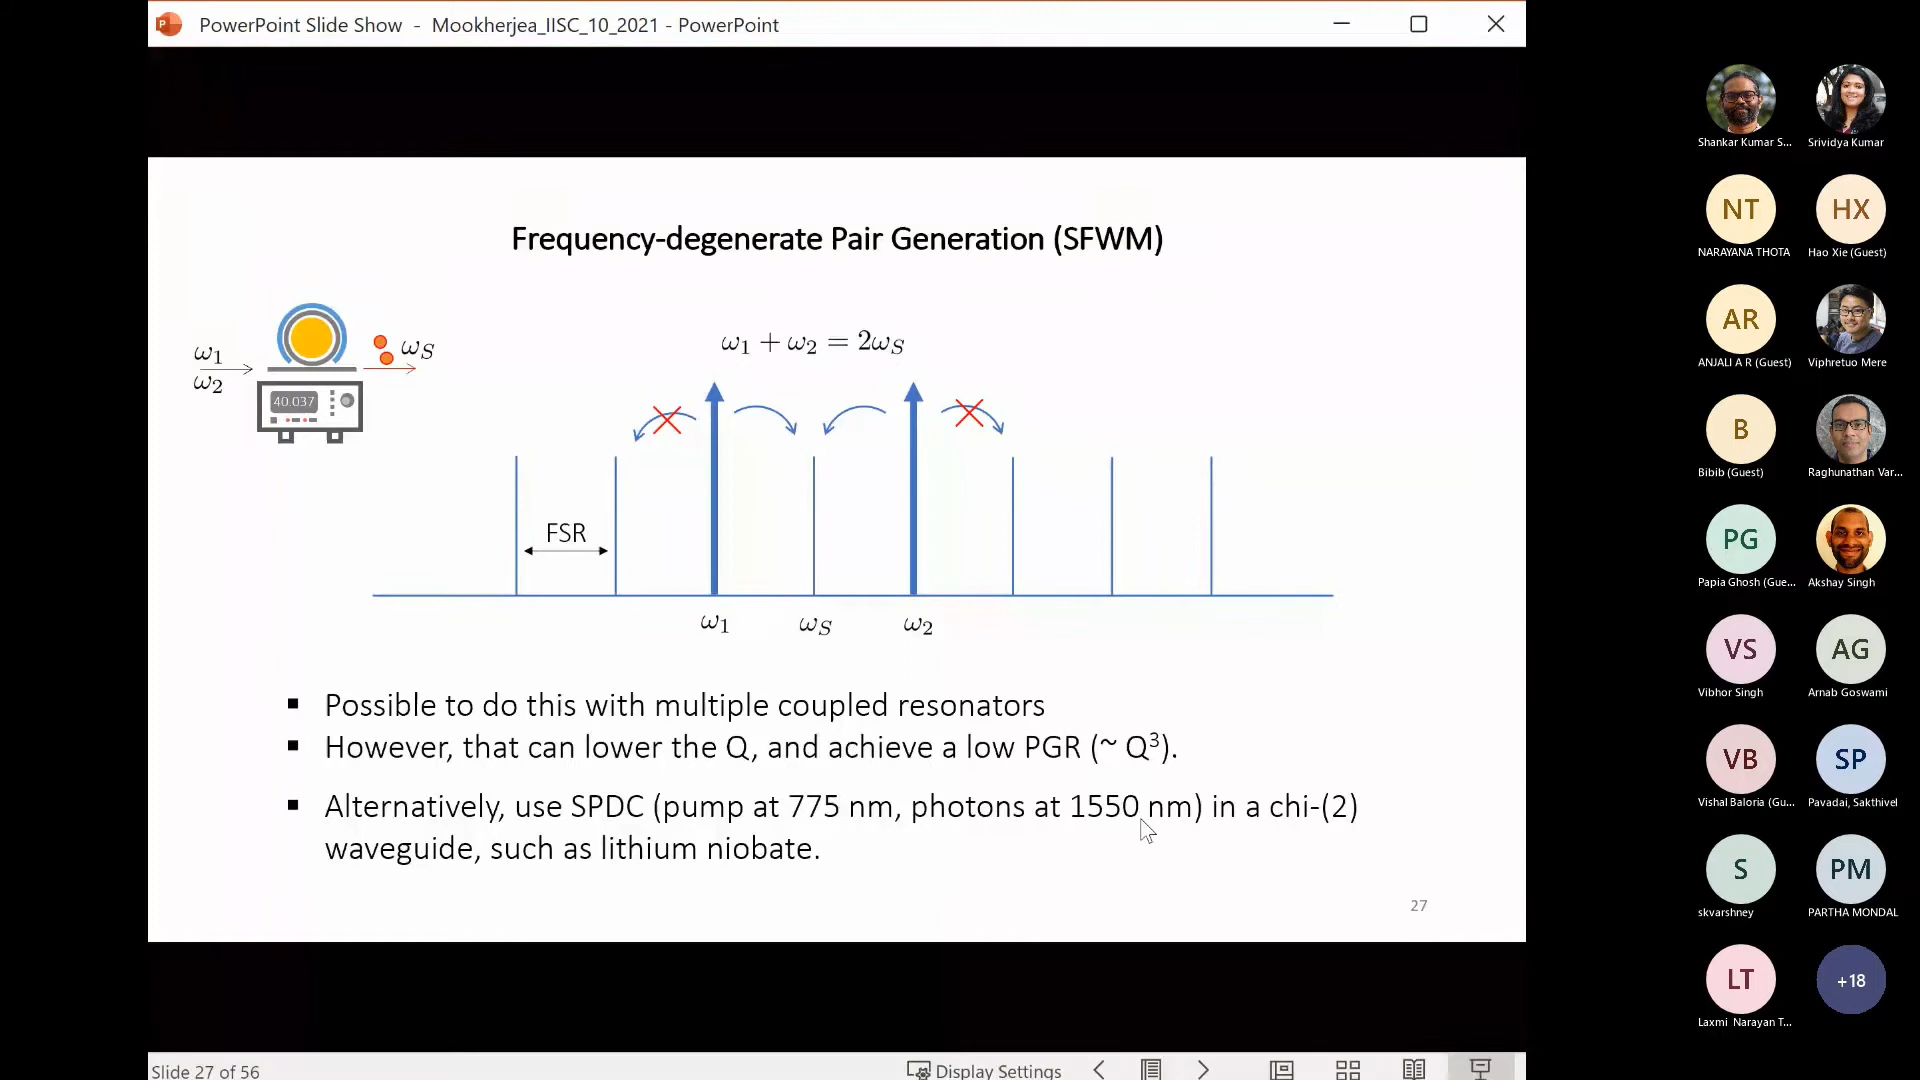 PowerPoint Slide Show - Mookherjea_IISC_10_2021 - PowerPoint
Frequency-degenerate Pair Generation (SFWM)
ω1
ω2
ωS
40.037
ω1 + ω2 = 2ωS
FSR
ω1
ωS
ω2
▪ Possible to do this with multiple coupled resonators
▪ However, that can lower the Q, and achieve a low PGR (~ Q³).
▪ Alternatively, use SPDC (pump at 775 nm, photons at 1550 nm) in a chi-(2)
waveguide, such as lithium niobate.
27
Slide 27 of 56
Display Settings
Shankar Kumar S...
Srividya Kumar
NT
HX
NARAYANA THOTA
Hao Xie (Guest)
AR
ANJALI A R (Guest)
Viphretuo Mere
B
Bibib (Guest)
Raghunathan Var...
PG
Papia Ghosh (Gue...
Akshay Singh
VS
AG
Vibhor Singh
Arnab Goswami
VB
SP
Vishal Baloria (Gu...
Pavadai, Sakthivel
S
PM
skvarshney
PARTHA MONDAL
LT
+18
Laxmi Narayan T...